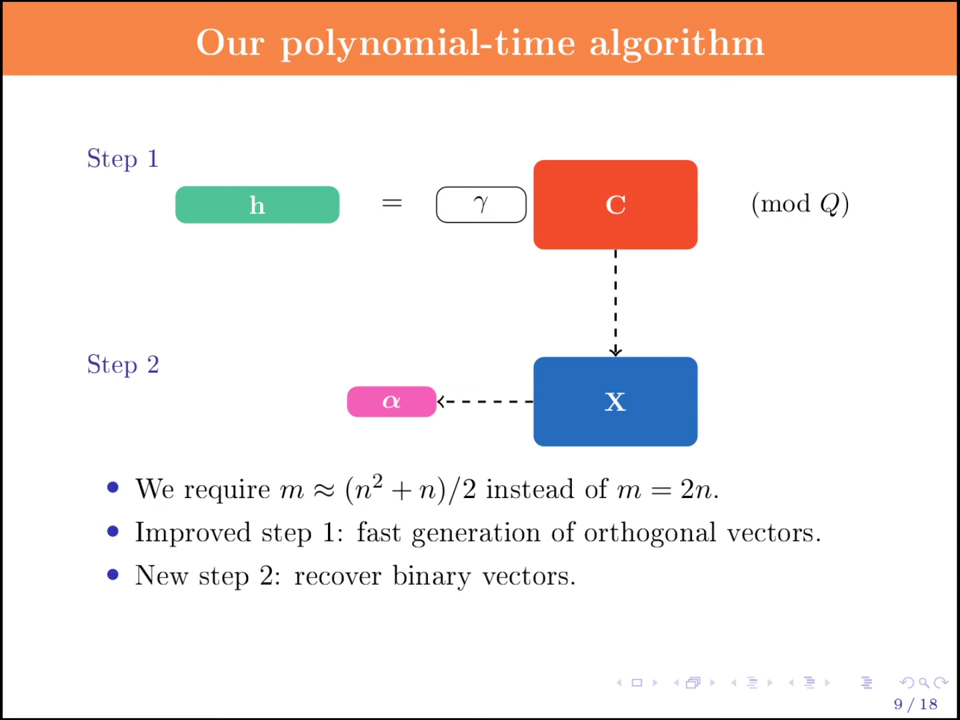 Our polynomial-time algorithm
Step 1
h = γ C (mod Q)
Step 2
α X
• We require m ≈ (n² + n)/2 instead of m = 2n.
• Improved step 1: fast generation of orthogonal vectors.
• New step 2: recover binary vectors.
9 / 18